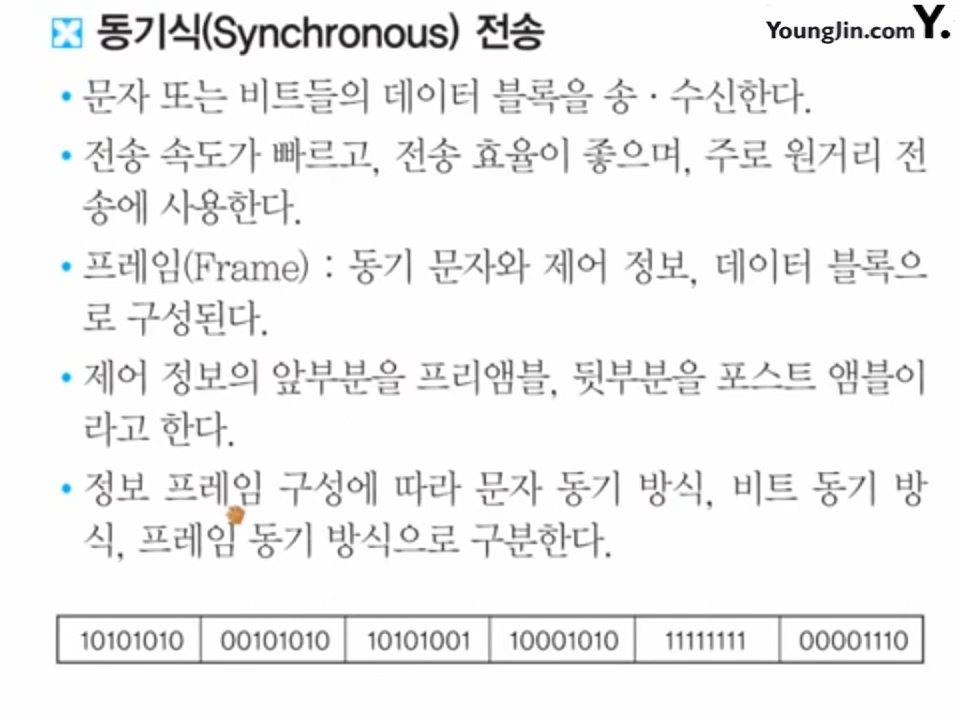 동기식(Synchronous) 전송
YoungJin.com Y.
• 문자 또는 비트들의 데이터 블록을 송 · 수신한다.
• 전송 속도가 빠르고, 전송 효율이 좋으며, 주로 원거리 전
송에 사용한다.
• 프레임(Frame) : 동기 문자와 제어 정보, 데이터 블록으
로 구성된다.
• 제어 정보의 앞부분을 프리앰블, 뒷부분을 포스트 앰블이
라고 한다.
• 정보 프레임 구성에 따라 문자 동기 방식, 비트 동기 방
식, 프레임 동기 방식으로 구분한다.
10101010 00101010 10101001 10001010 11111111 00001110